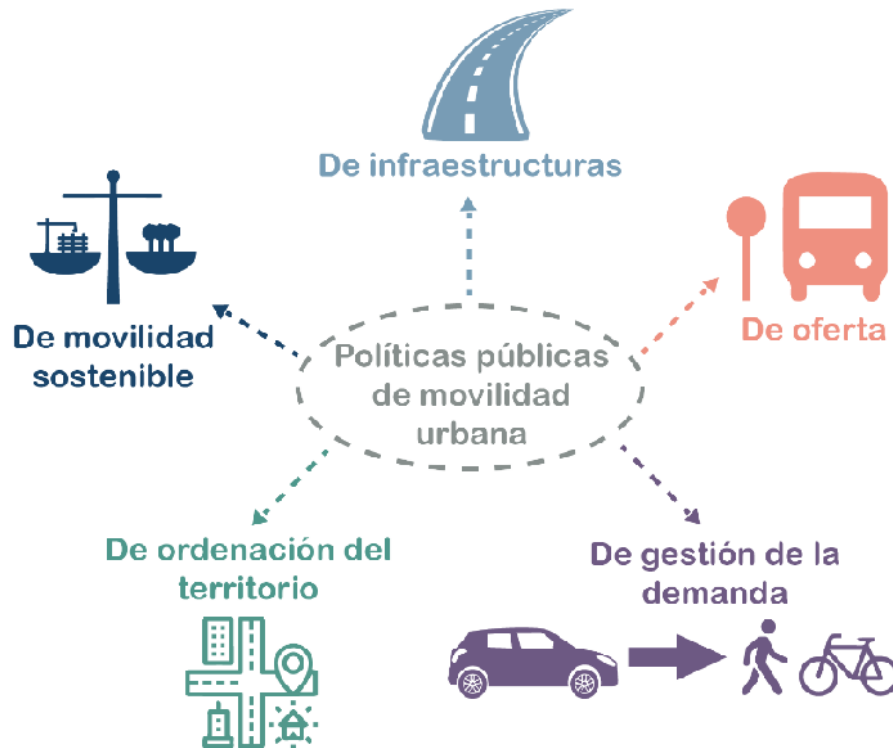 De infraestructuras
De movilidad
sostenible
De oferta
Políticas públicas
de movilidad
urbana
De ordenación del
territorio
De gestión de la
demanda